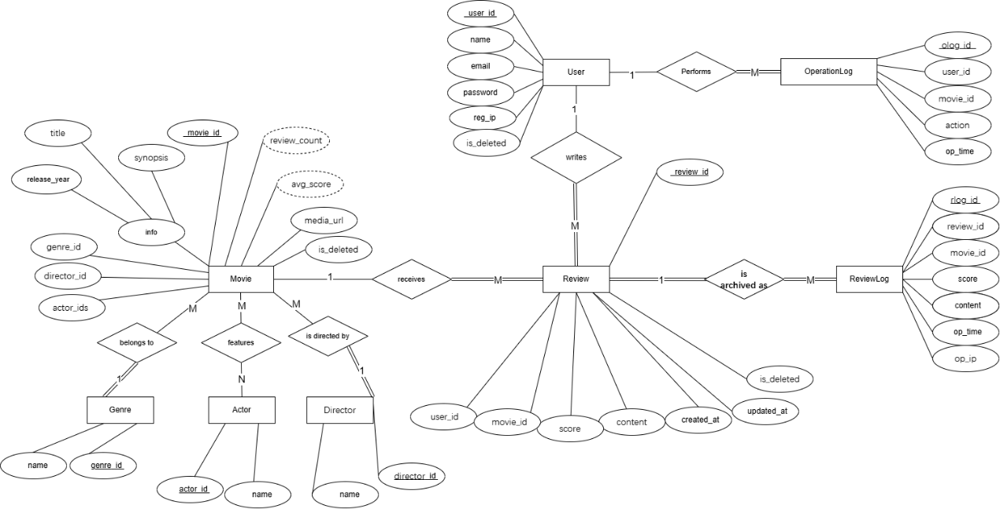 user_id
name
email
password
reg_ip
is_deleted
User
1
Performs
M
OperationLog
olog_id
user_id
movie_id
action
op_time
1
writes
M
title
movie_id
review_count
synopsis
release_year
avg_score
info
media_url
is_deleted
genre_id
director_id
actor_ids
Movie
1
receives
M
Review
review_id
1
is
archived as
M
ReviewLog
rlog_id
review_id
movie_id
score
content
op_time
op_ip
M
M
M
belongs to
features
is directed by
1
N
1
Genre
Actor
Director
name
genre_id
actor_id
name
name
director_id
user_id
movie_id
score
content
created_at
updated_at
is_deleted